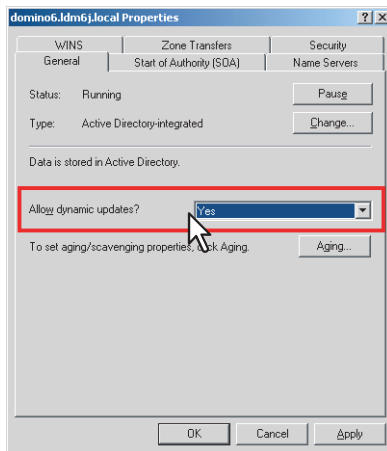 domino6.ldm6j.local Properties
WINS Zone Transfers Security
General Start of Authority (SOA) Name Servers
Status: Running Pause
Type: Active Directory-integrated Change...
Data is stored in Active Directory.
Allow dynamic updates? Yes
To set aging/scavenging properties, click Aging. Aging...
OK Cancel Apply